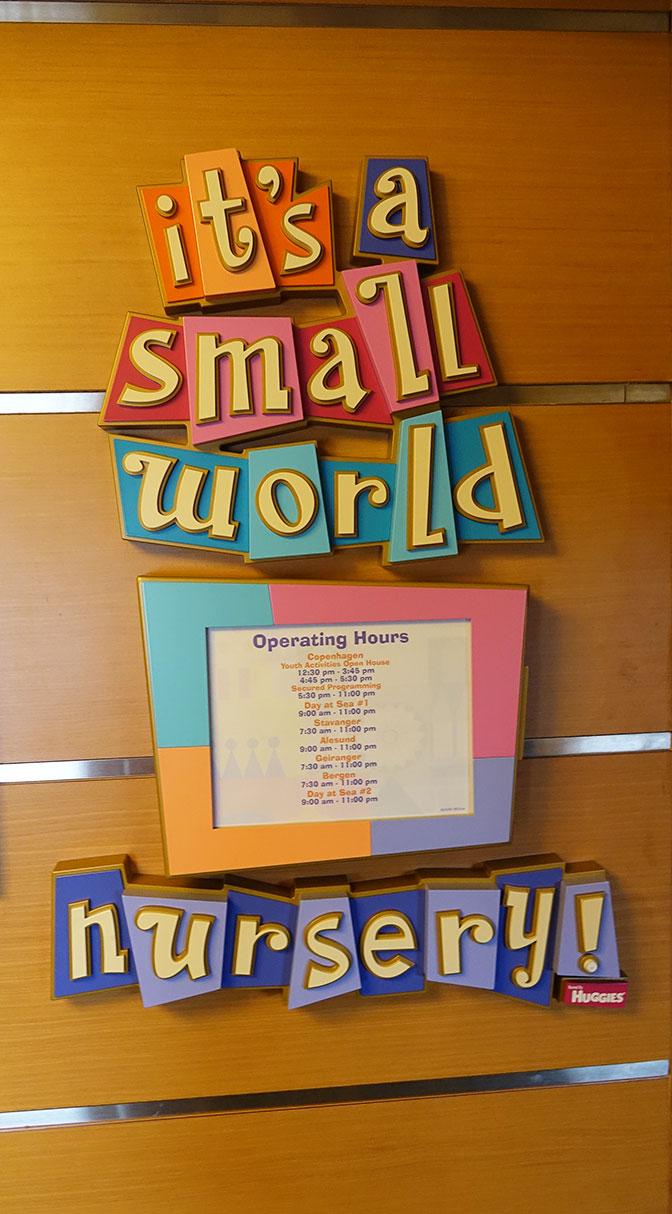 it's a
small
world
Operating Hours
Copenhagen
Youth Activities Open House
12:30 pm - 3:45 pm
4:45 pm - 5:30 pm
Secured Programming
5:30 pm - 11:00 pm
Day at Sea #1
9:00 am - 11:00 pm
Stavanger
7:30 am - 11:00 pm
Alesund
9:00 am - 11:00 pm
Geiranger
7:30 am - 11:00 pm
Bergen
7:30 am - 11:00 pm
Day at Sea #2
9:00 am - 11:00 pm
nursery!
HUGGIES